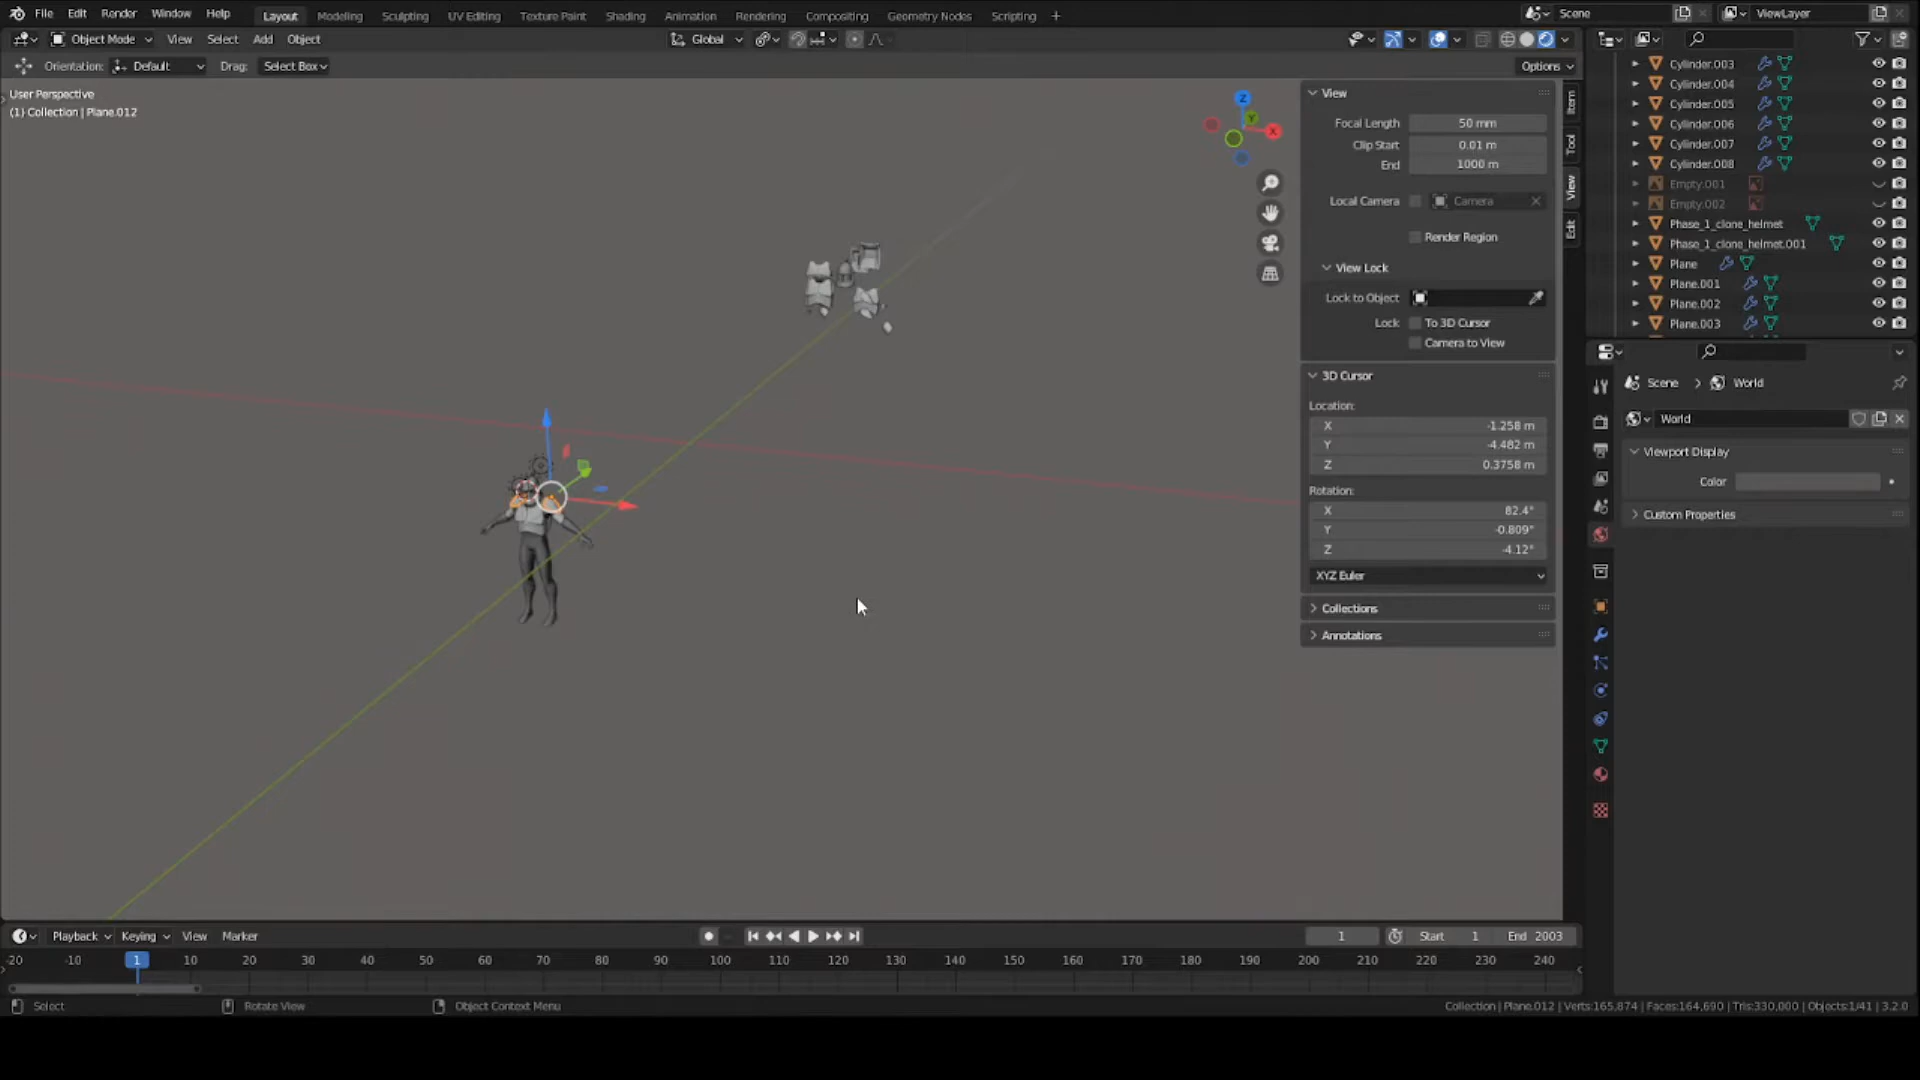 File Edit Render Window Help Layout Modeling Sculpting UV Editing Texture Paint Shading Animation Rendering Compositing Geometry Nodes Scripting + Scene ViewLayer
Object Mode View Select Add Object Global
Orientation: Default Drag: Select Box Options
User Perspective
(1) Collection | Plane.012
Z
Y
X
View
Focal Length 50 mm
Clip Start 0.01 m
End 1000 m
Local Camera Camera
Render Region
View Lock
Lock to Object
Lock To 3D Cursor
Camera to View
3D Cursor
Location:
X -1.258 m
Y -4.482 m
Z 0.3758 m
Rotation:
X 82.4°
Y -0.809°
Z -4.12°
XYZ Euler
Collections
Annotations
Item
Tool
View
Edit
Cylinder.003
Cylinder.004
Cylinder.005
Cylinder.006
Cylinder.007
Cylinder.008
Empty.001
Empty.002
Phase_1_clone_helmet
Phase_1_clone_helmet.001
Plane
Plane.001
Plane.002
Plane.003
Scene > World
World
Viewport Display
Color
Custom Properties
Playback Keying View Marker 1 Start 1 End 2003
-20 -10 1 10 20 30 40 50 60 70 80 90 100 110 120 130 140 150 160 170 180 190 200 210 220 230 240
Select Rotate View Object Context Menu Collection | Plane.012 | Verts:165,874 | Faces:164,690 | Tris:330,000 | Objects:1/41 | 3.2.0